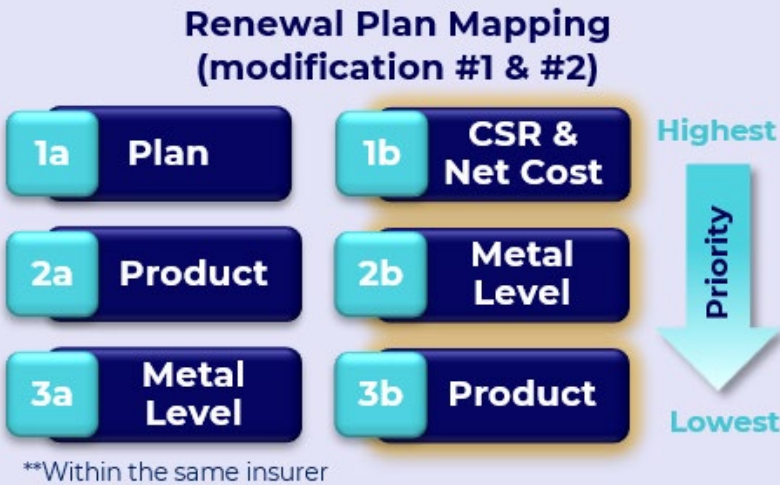 Renewal Plan Mapping
(modification #1 & #2)
1a Plan
1b CSR &
Net Cost
Highest
2a Product
2b Metal
Level
Priority
3a Metal
Level
3b Product
Lowest
**Within the same insurer